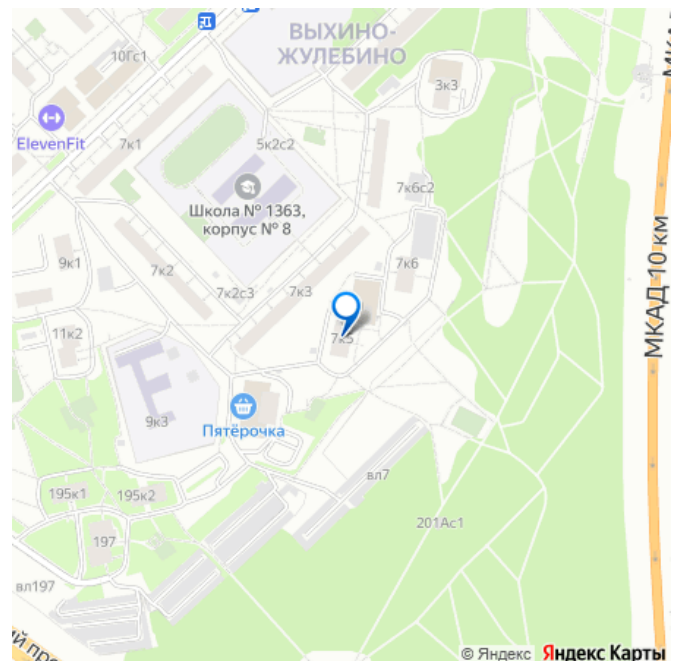 ВЫХИНО-
ЖУЛЕБИНО
10Гс1
3к3
ElevenFit
7к1
5к2с2
7к6с2
Школа № 1363,
корпус № 8
9к1
7к2
7к6
7к2с3
7к3
МКАД 10 км
11к2
7к5
9к3
Пятёрочка
195к1
195к2
вл7
201Ас1
197
вл197
© Яндекс Яндекс Карты